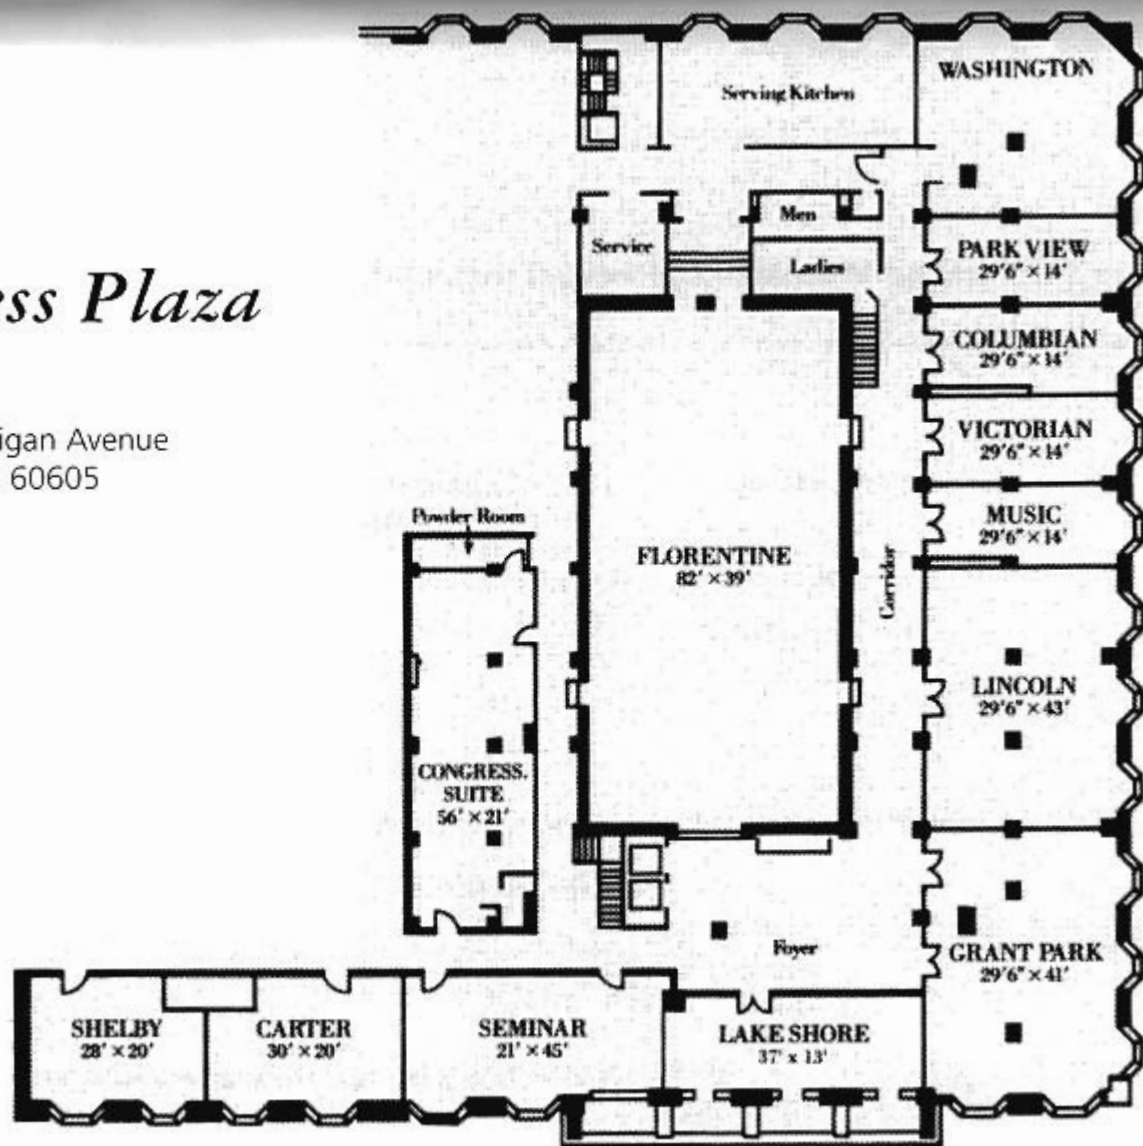 ess Plaza
igan Avenue
60605
WASHINGTON
Serving Kitchen
Men
Service
Ladies
PARK VIEW
29'6" × 14'
COLUMBIAN
29'6" × 14'
VICTORIAN
29'6" × 14'
MUSIC
29'6" × 14'
Powder Room
FLORENTINE
82' × 39'
Corridor
LINCOLN
29'6" × 43'
CONGRESS.
SUITE
56' × 21'
Foyer
GRANT PARK
29'6" × 41'
SHELBY
28' × 20'
CARTER
30' × 20'
SEMINAR
21' × 45'
LAKE SHORE
37' x 13'